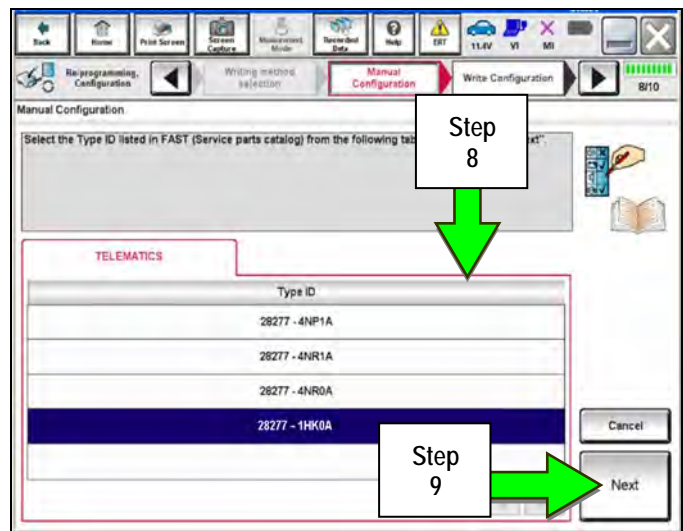 Back
Home
Print Screen
Screen Capture
Measurement Mode
Recorded Data
Help
ERT
11.4V
VI
MI
Re/programming, Configuration
Writing method selection
Manual Configuration
Write Configuration
8/10
Manual Configuration
Select the Type ID listed in FAST (Service parts catalog) from the following
Step 8
TELEMATICS
Type ID
28277 - 4NP1A
28277 - 4NR1A
28277 - 4NR0A
28277 - 1HK0A
Cancel
Step 9
Next